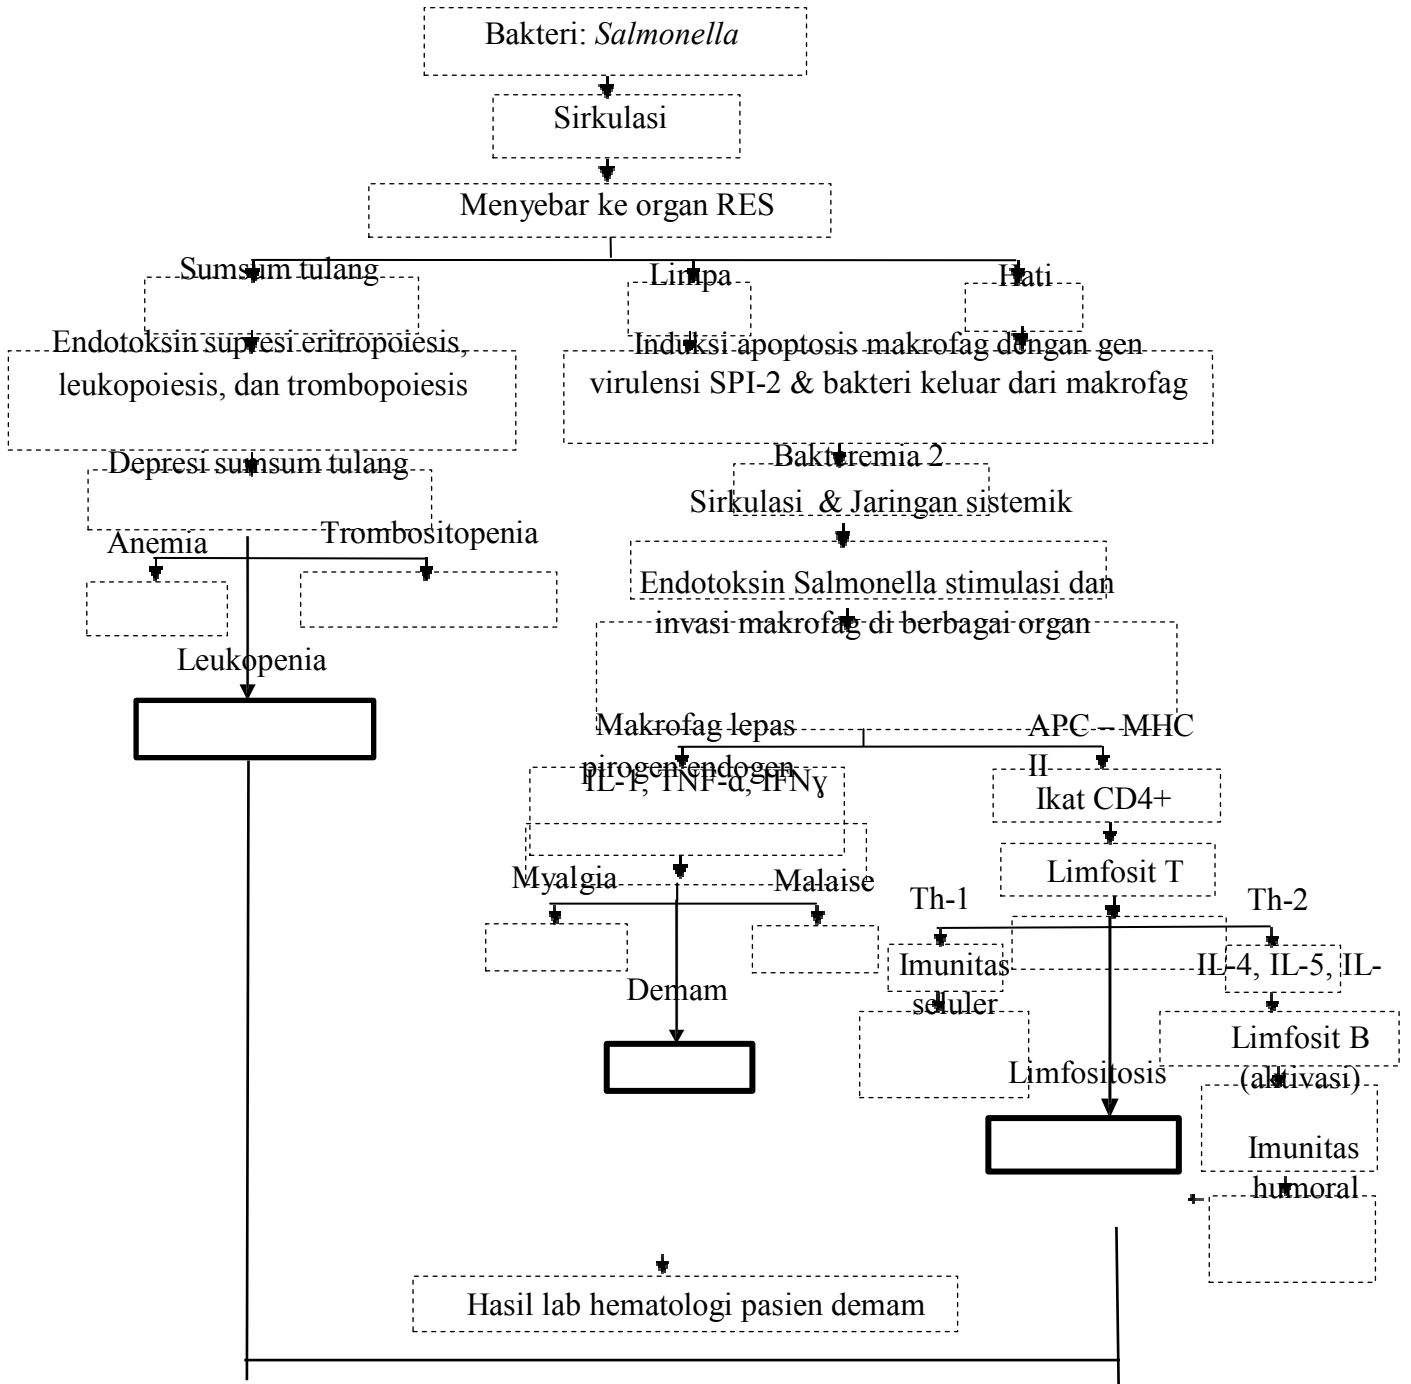 Bakteri: Salmonella
Sirkulasi
Menyebar ke organ RES
Sumsum tulang
Limpa
Hati
Endotoksin supresi eritropoiesis,
leukopoiesis, dan trombopoiesis
Induksi apoptosis makrofag dengan gen
virulensi SPI-2 & bakteri keluar dari makrofag
Depresi sumsum tulang
Bakteremia 2
Sirkulasi & Jaringan sistemik
Anemia
Trombositopenia
Endotoksin Salmonella stimulasi dan
invasi makrofag di berbagai organ
Leukopenia
Makrofag lepas
pirogen endogen
IL-1, TNF-α, IFNɣ
APC – MHC
II
Ikat CD4+
Limfosit T
Myalgia
Malaise
Th-1
Th-2
Demam
Imunitas
seluler
IL-4, IL-5, IL-
Limfosit B
(aktivasi)
Limfositosis
Imunitas
humoral
Hasil lab hematologi pasien demam